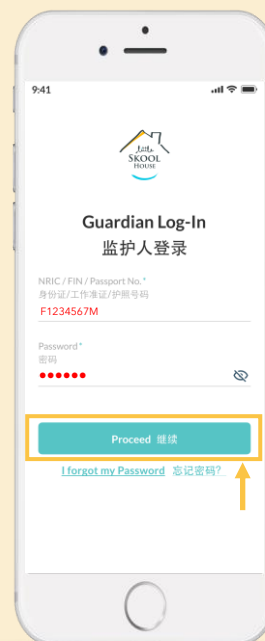 9:41
little
SKOOL
HOUSE
Guardian Log-In
监护人登录
NRIC / FIN / Passport No.*
身份证/工作准证/护照号码
F1234567M
Password*
密码
Proceed 继续
I forgot my Password 忘记密码?